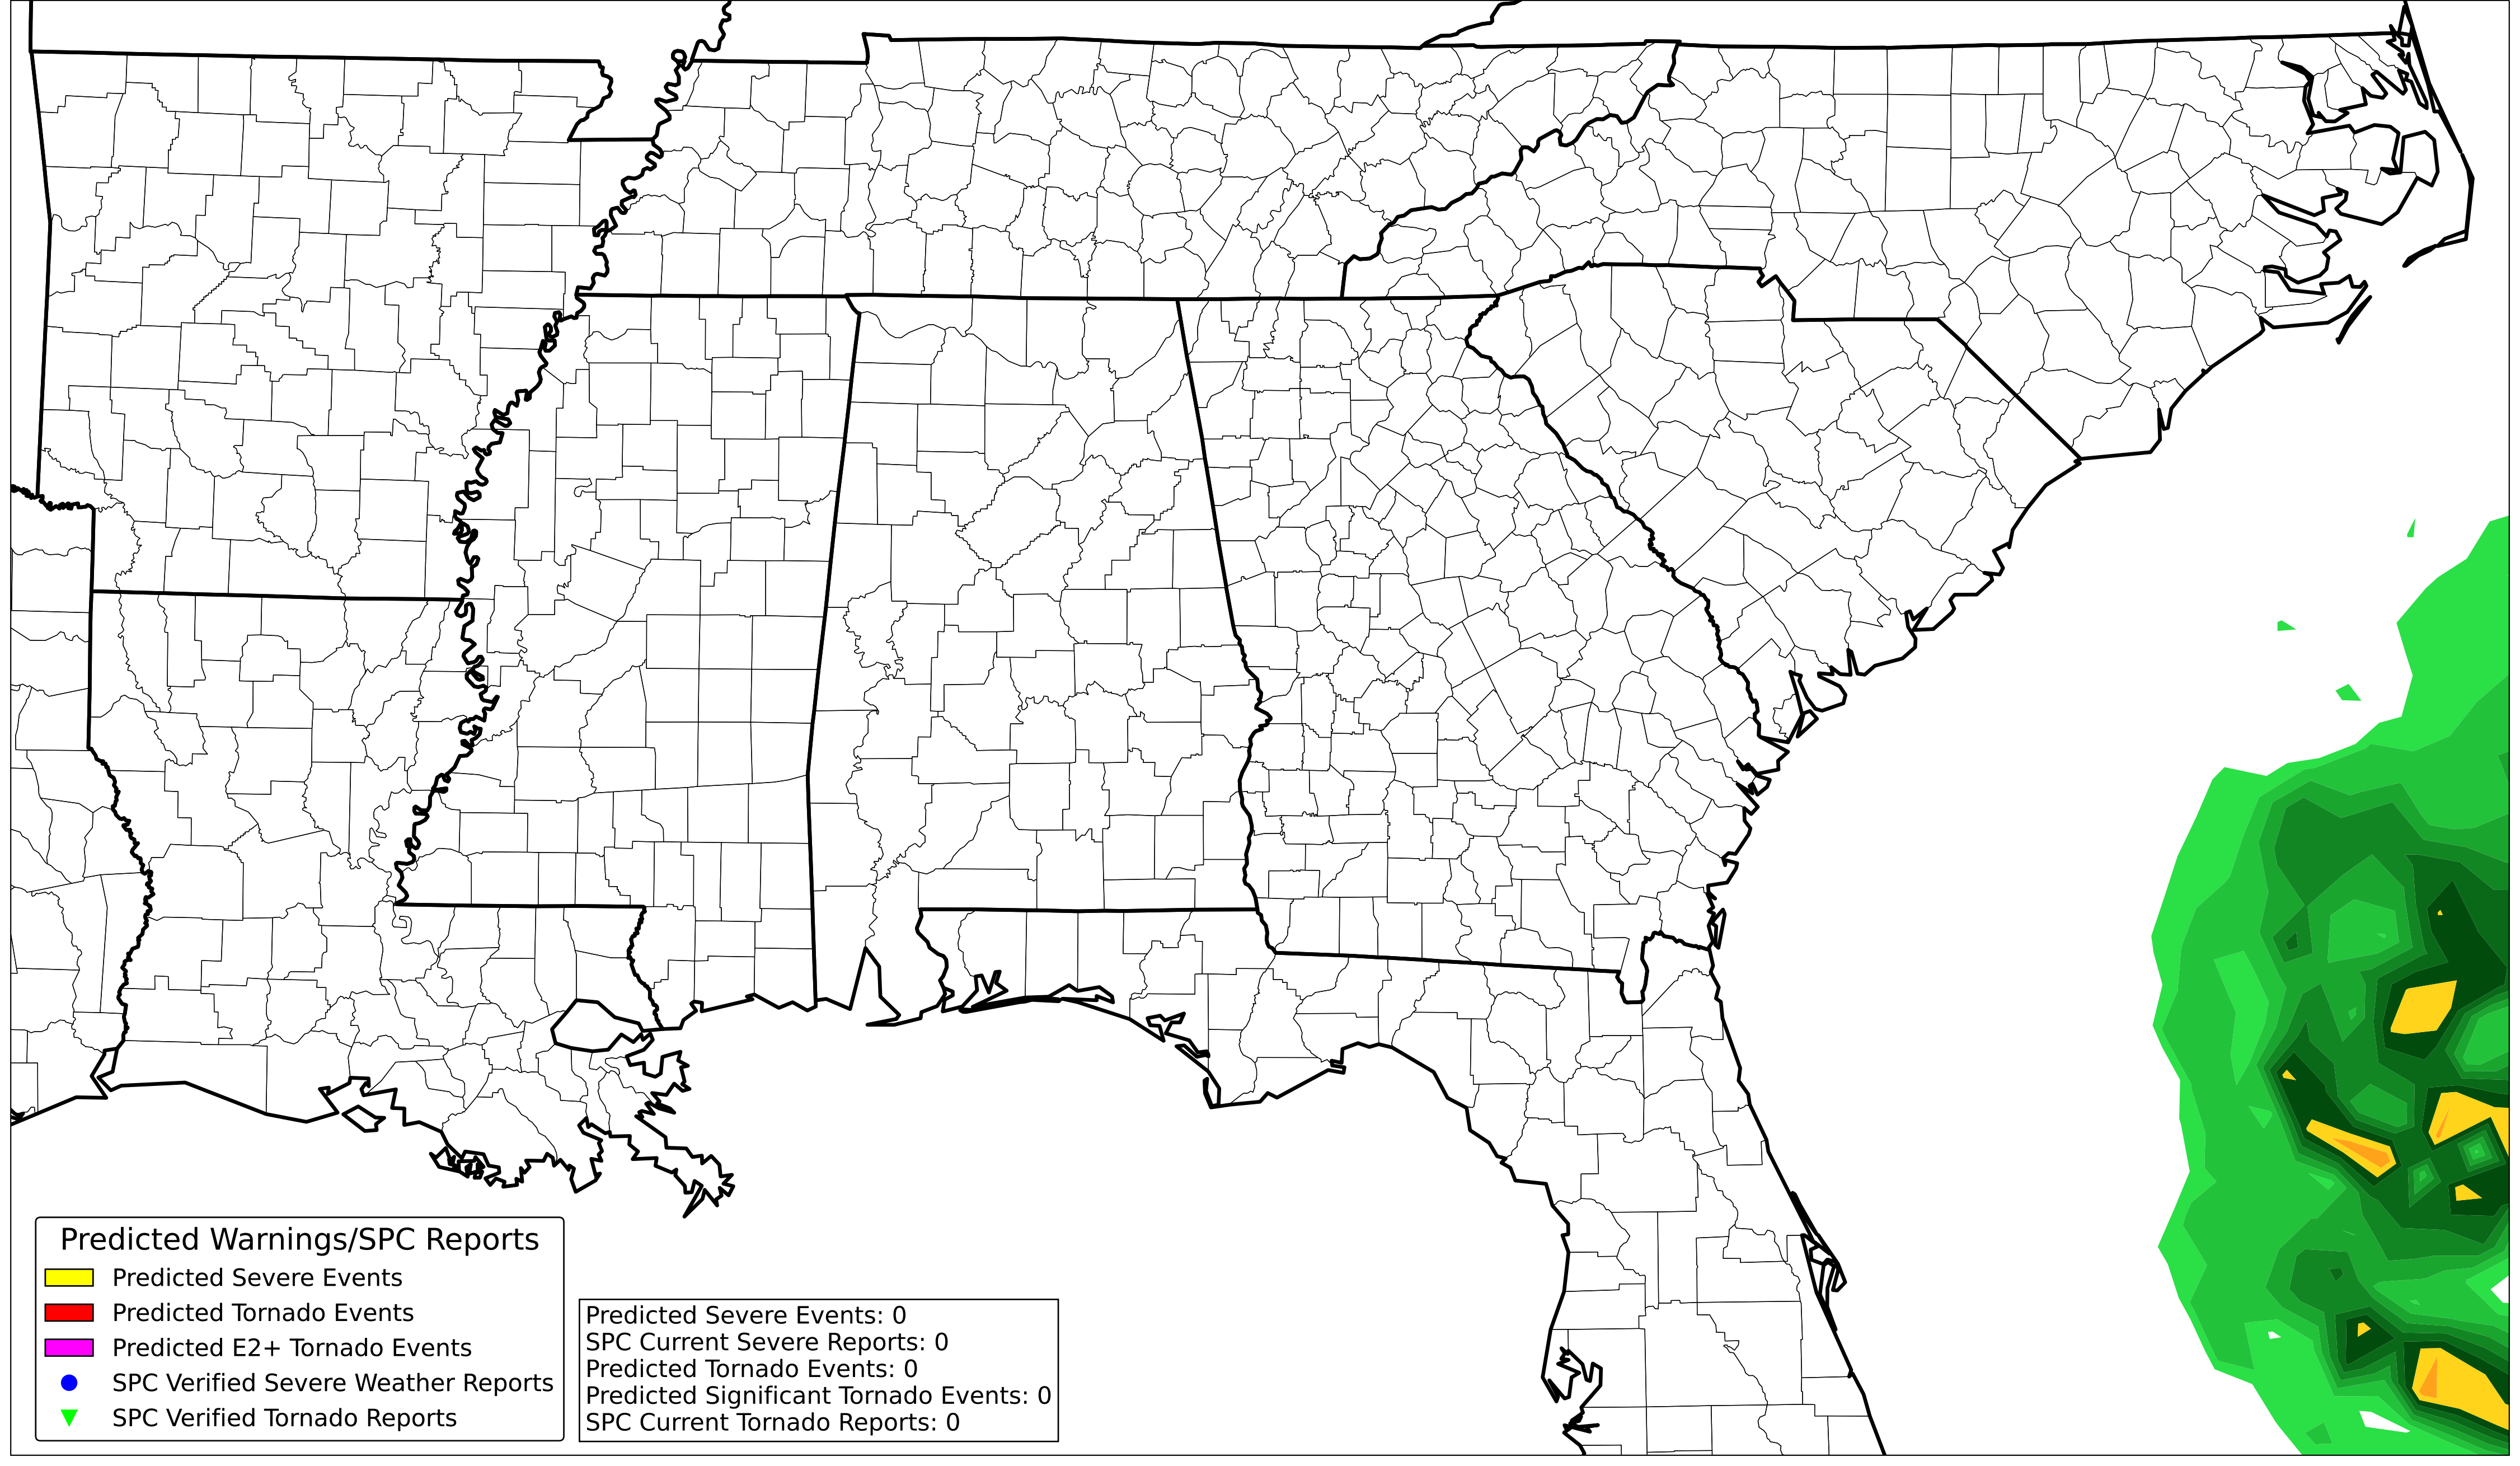 Predicted Warnings/SPC Reports
Predicted Severe Events
Predicted Tornado Events
Predicted E2+ Tornado Events
SPC Verified Severe Weather Reports
SPC Verified Tornado Reports
Predicted Severe Events: 0
SPC Current Severe Reports: 0
Predicted Tornado Events: 0
Predicted Significant Tornado Events: 0
SPC Current Tornado Reports: 0